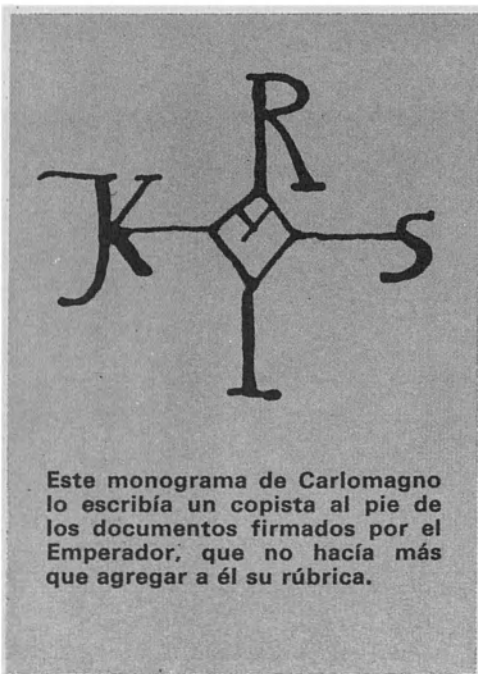 R
K S
L
Este monograma de Carlomagno
lo escribía un copista al pie de
los documentos firmados por el
Emperador, que no hacía más
que agregar a él su rúbrica.